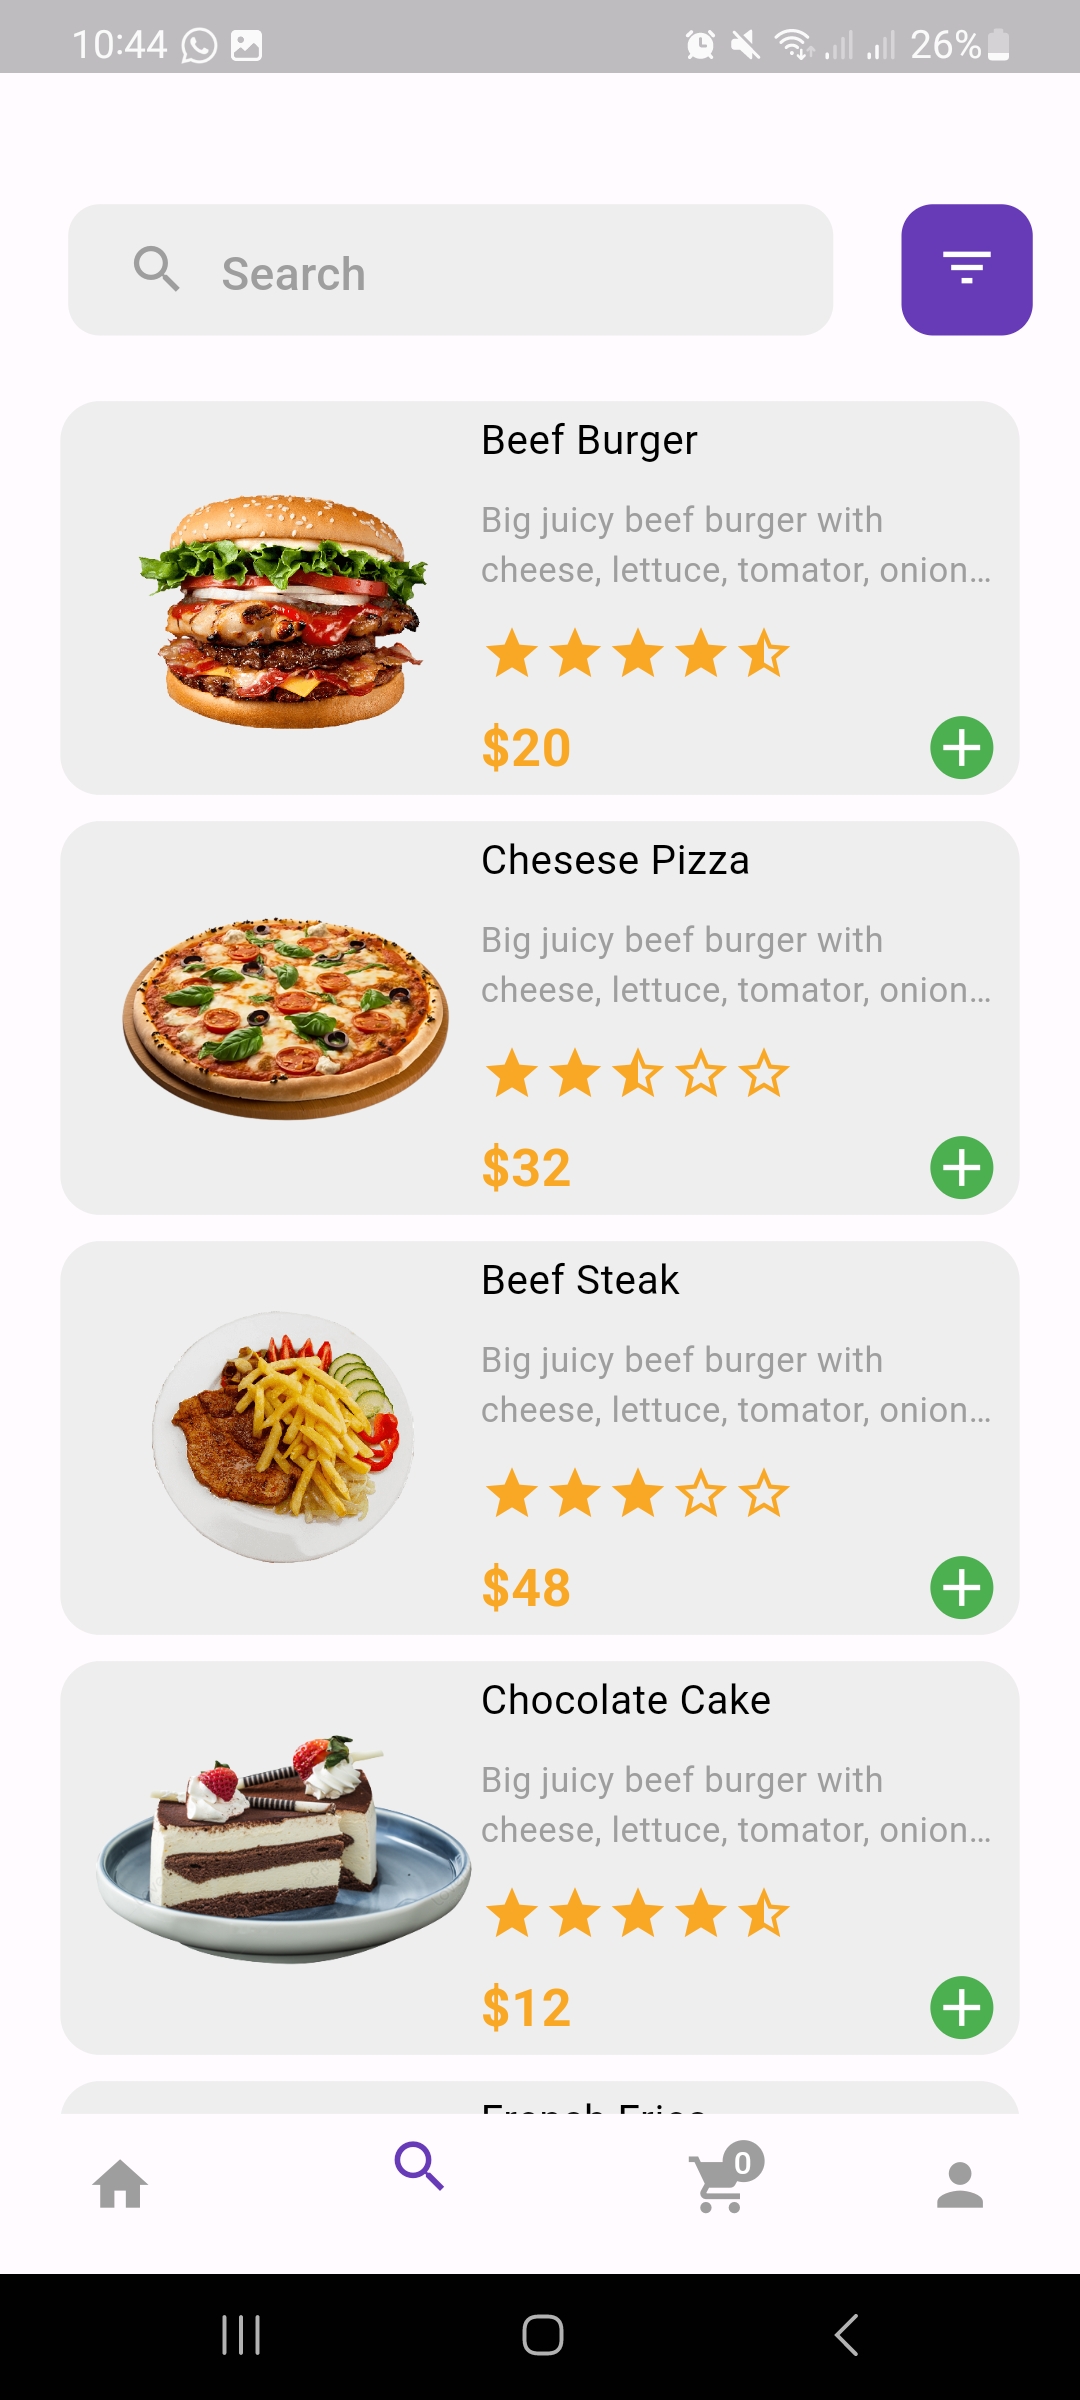 10:44
26%
Search
Beef Burger
Big juicy beef burger with
cheese, lettuce, tomator, onion…
$20
Chesese Pizza
Big juicy beef burger with
cheese, lettuce, tomator, onion…
$32
Beef Steak
Big juicy beef burger with
cheese, lettuce, tomator, onion…
$48
Chocolate Cake
Big juicy beef burger with
cheese, lettuce, tomator, onion…
$12
French Fries
0